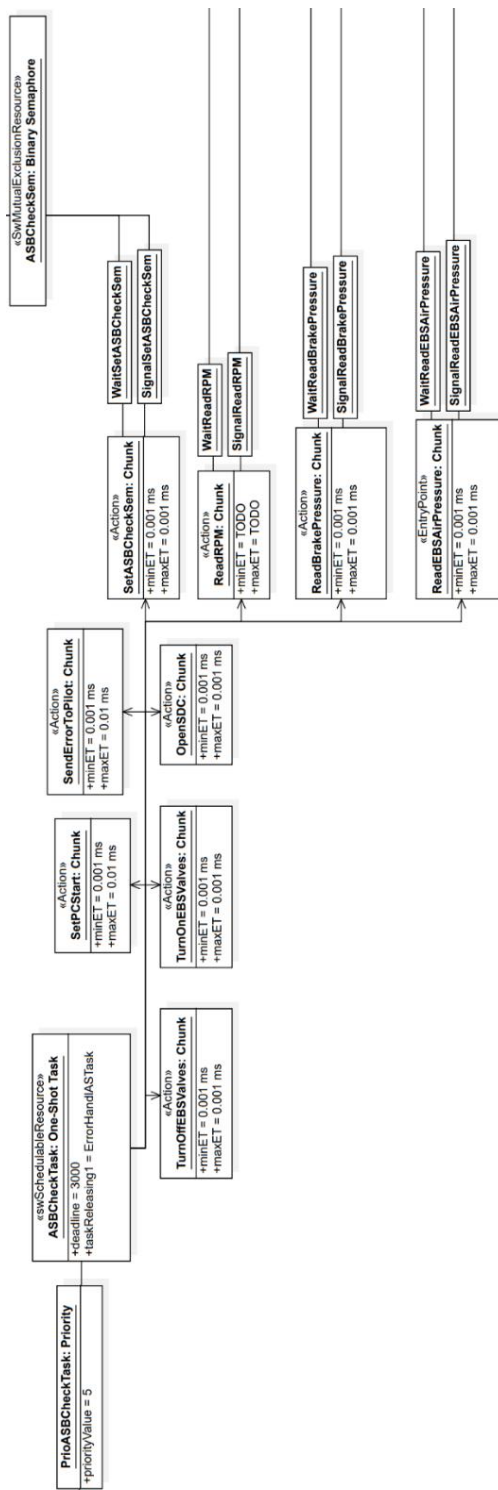 PrioASBCheckTask: Priority
+priorityValue = 5
«swSchedulableResource»
ASBCheckTask: One-Shot Task
+deadline = 3000
+taskReleasing1 = ErrorHandlASTask
«Action»
TurnOffEBSValves: Chunk
+minET = 0.001 ms
+maxET = 0.001 ms
«Action»
SetPCStart: Chunk
+minET = 0.001 ms
+maxET = 0.01 ms
«Action»
TurnOnEBSValves: Chunk
+minET = 0.001 ms
+maxET = 0.001 ms
«Action»
SendErrorToPilot: Chunk
+minET = 0.001 ms
+maxET = 0.01 ms
«Action»
OpenSDC: Chunk
+minET = 0.001 ms
+maxET = 0.001 ms
«Action»
SetASBCheckSem: Chunk
+minET = 0.001 ms
+maxET = 0.001 ms
WaitSetASBCheckSem
SignalSetASBCheckSem
«SwMutualExclusionResource»
ASBCheckSem: Binary Semaphore
«Action»
ReadRPM: Chunk
+minET = TODO
+maxET = TODO
WaitReadRPM
SignalReadRPM
«Action»
ReadBrakePressure: Chunk
+minET = 0.001 ms
+maxET = 0.001 ms
WaitReadBrakePressure
SignalReadBrakePressure
«EntryPoint»
ReadEBSAirPressure: Chunk
+minET = 0.001 ms
+maxET = 0.001 ms
WaitReadEBSAirPressure
SignalReadEBSAirPressure